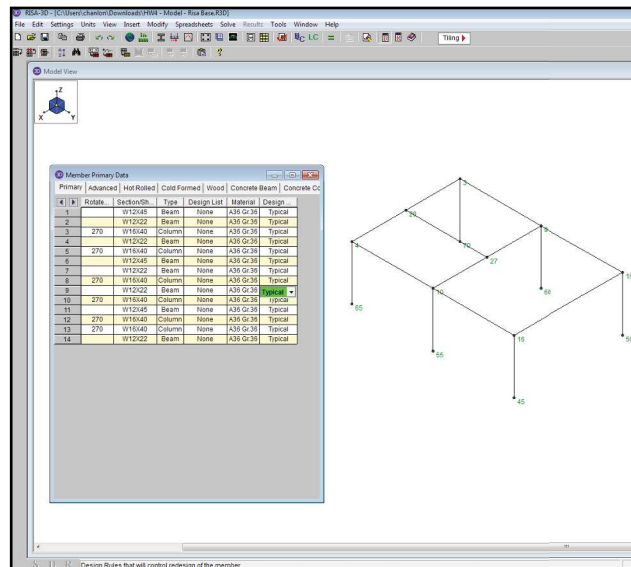 RISA-3D - [C:\Users\chanlon\Downloads\HW4 - Model - Risa Base.R3D]
File Edit Settings Units View Insert Modify Spreadsheets Solve Results Tools Window Help
LC Tiling
Model View
Z
X Y
Member Primary Data
Primary Advanced Hot Rolled Cold Formed Wood Concrete Beam Concrete Co
Rotate... Section/Sh... Type Design List Material Design ...
1 W12X45 Beam None A36 Gr.36 Typical
2 W12X22 Beam None A36 Gr.36 Typical
3 270 W16X40 Column None A36 Gr.36 Typical
4 W12X22 Beam None A36 Gr.36 Typical
5 270 W16X40 Column None A36 Gr.36 Typical
6 W12X45 Beam None A36 Gr.36 Typical
7 W12X22 Beam None A36 Gr.36 Typical
8 270 W16X40 Column None A36 Gr.36 Typical
9 W12X22 Beam None A36 Gr.36 Typical
10 270 W16X40 Column None A36 Gr.36 Typical
11 W12X45 Beam None A36 Gr.36 Typical
12 270 W16X40 Column None A36 Gr.36 Typical
13 270 W16X40 Column None A36 Gr.36 Typical
14 W12X22 Beam None A36 Gr.36 Typical
3
28
9
4
70
27
10
66
65
16
55
45
Design Rules that will control redesign of the member